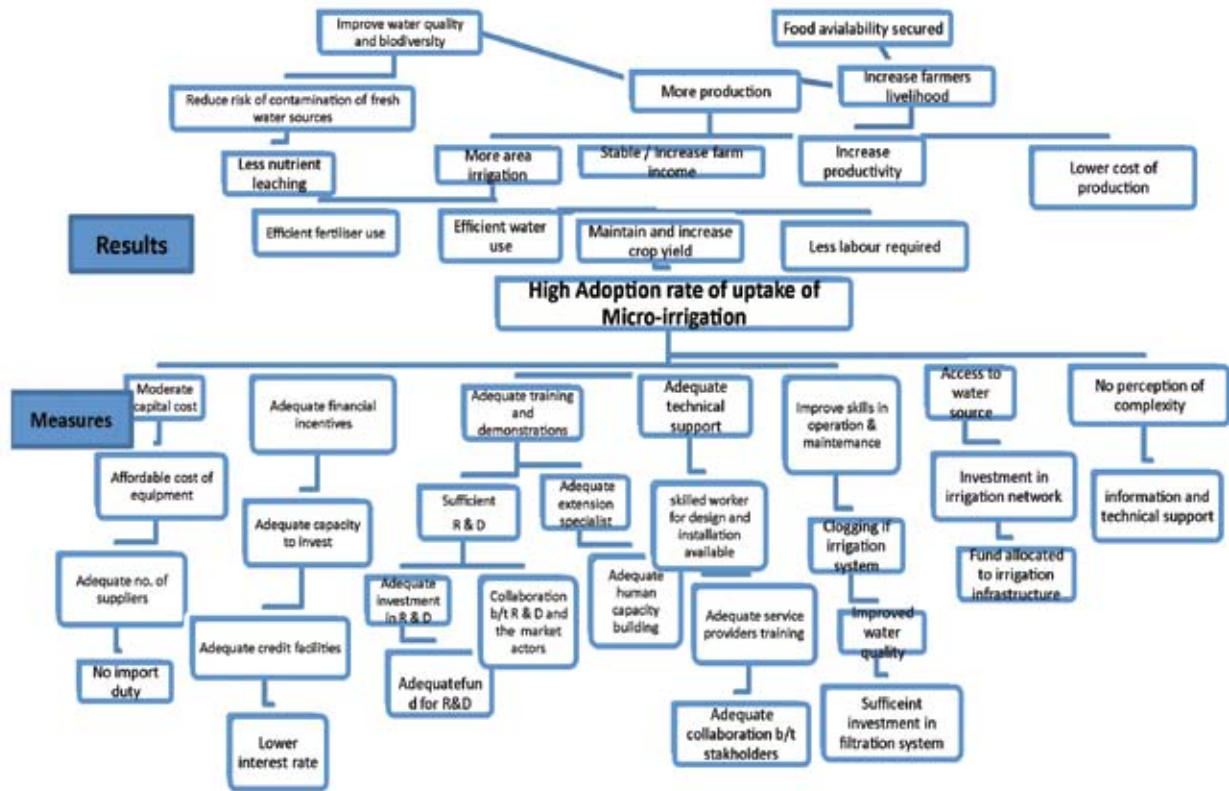 Improve water quality
and biodiversity
Food avialability secured
Reduce risk of contamination of fresh
water sources
More production
Increase farmers
livelihood
Less nutrient
leaching
More area
irrigation
Stable / Increase farm
income
Increase
productivity
Lower cost of
production
Results
Efficient fertiliser use
Efficient water
use
Maintain and increase
crop yield
Less labour required
High Adoption rate of uptake of
Micro-irrigation
Measures
Moderate
capital cost
Adequate financial
incentives
Adequate training
and
demonstrations
Adequate
technical
support
Improve skills in
operation &
maintemance
Access to
water
source
No perception of
complexity
Affordable cost of
equipment
Adequate capacity
to invest
Sufficient
R & D
Adequate
extension
specialist
skilled worker
for design and
installation
available
Clogging if
irrigation
system
Investment in
irrigation network
information and
technical support
Adequate no. of
suppliers
Adequate credit facilities
Adequate
investment
in R & D
Collaboration
b/t R & D and
the market
actors
Adequate
human
capacity
building
Adequate service
providers training
Improved
water
quality
Fund allocated
to irrigation
infrastructure
No import
duty
Lower
interest rate
Adequatefun
d for R&D
Adequate
collaboration b/t
stakholders
Sufficeint
investment in
filtration system